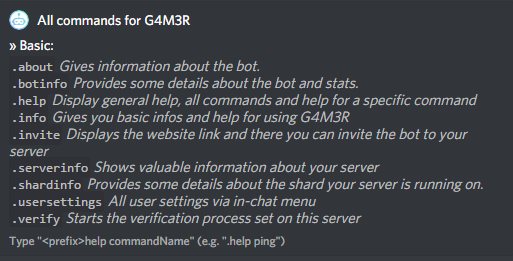 All commands for G4M3R
» Basic:
.about Gives information about the bot.
.botinfo Provides some details about the bot and stats.
.help Display general help, all commands and help for a specific command
.info Gives you basic infos and help for using G4M3R
.invite Displays the website link and there you can invite the bot to your
server
.serverinfo Shows valuable information about your server
.shardinfo Provides some details about the shard your server is running on.
.usersettings All user settings via in-chat menu
.verify Starts the verification process set on this server
Type "<prefix>help commandName" (e.g. ".help ping")